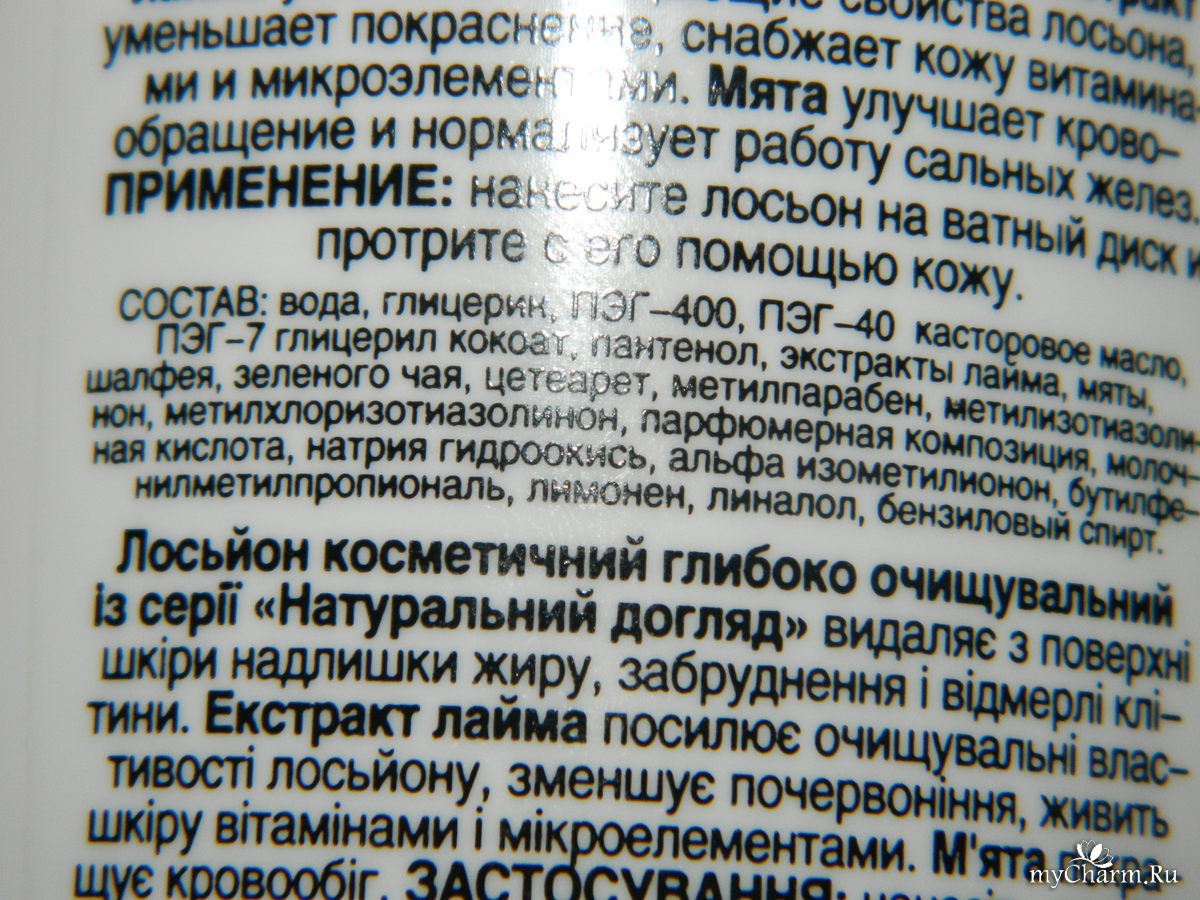 свойства лосьона,
уменьшает покраснение, снабжает кожу витамина
ми и микроэлементами. Мята улучшает крово–
обращение и нормализует работу сальных желез.
ПРИМЕНЕНИЕ: нанесите лосьон на ватный диск и
протрите с его помощью кожу.
СОСТАВ: вода, глицерин, ПЭГ–400, ПЭГ–40 касторовое масло,
ПЭГ–7 глицерил кокоат, пантенол, экстракты лайма, мяты,
шалфея, зеленого чая, цетеарет, метилпарабен, метилизотиазоли–
нон, метилхлоризотиазолинон, парфюмерная композиция, молоч–
ная кислота, натрия гидроокись, альфа изометилионон, бутилфе–
нилметилпропиональ, лимонен, линалол, бензиловый спирт.
Лосьйон косметичний глибоко очищувальний
із серії «Натуральний догляд» видаляє з поверхні
шкіри надлишки жиру, забруднення і відмерлі клі–
тини. Екстракт лайма посилює очищувальні влас–
тивості лосьйону, зменшує почервоніння, живить
шкіру вітамінами і мікроелементами. М'ята
щує кровообіг. ЗАСТОСУВАННЯ:
myCharm.Ru